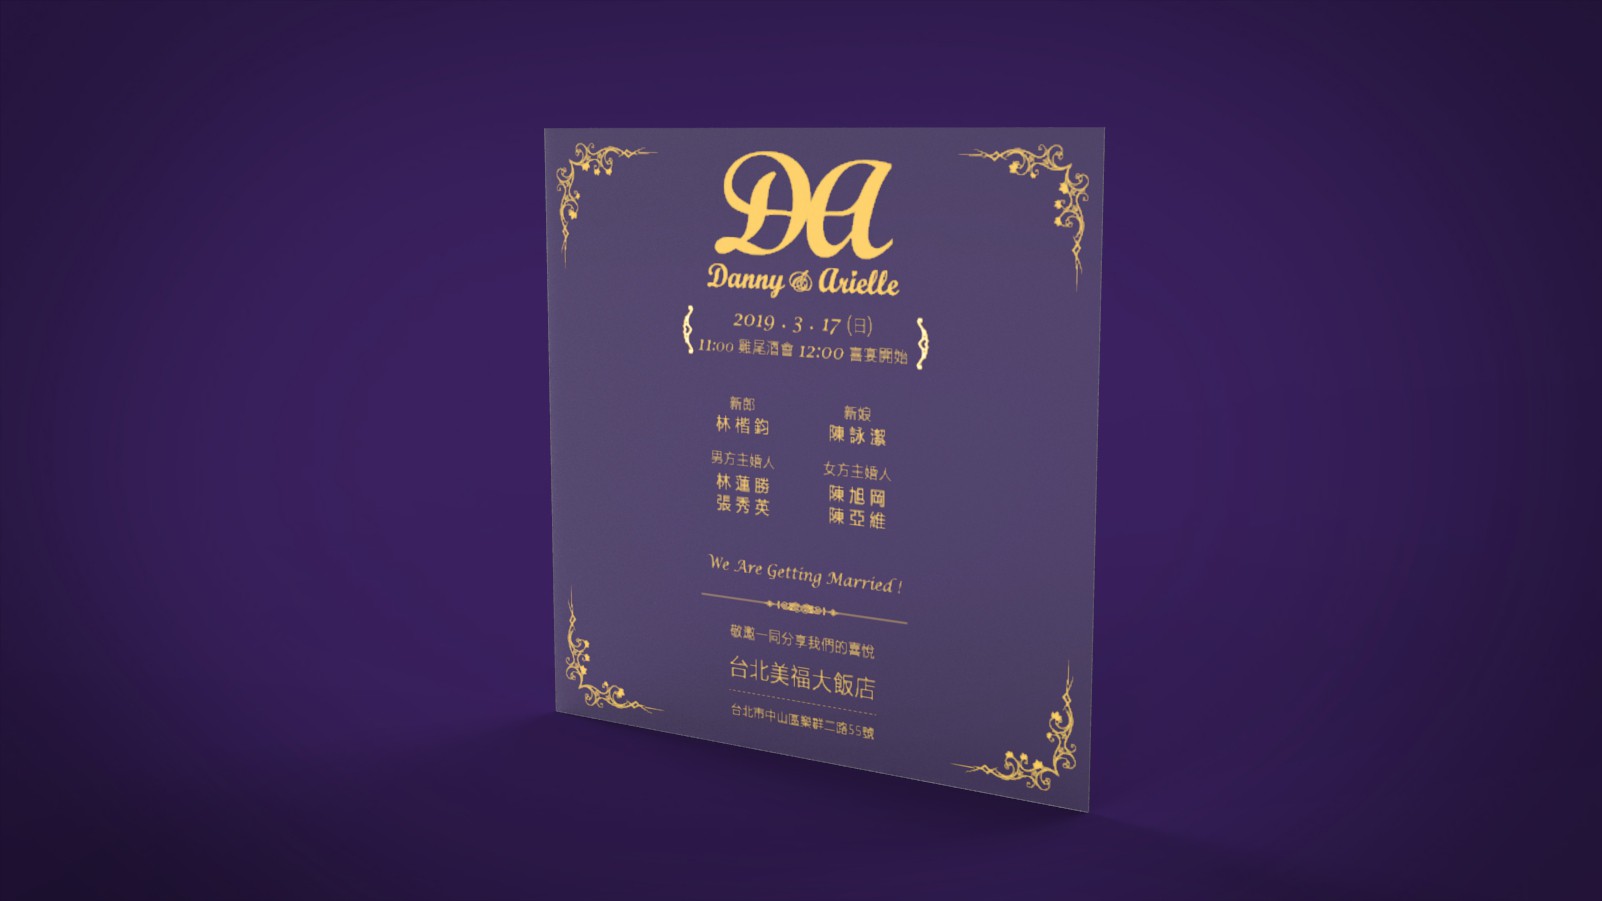 DA
Danny & Arielle
2019 . 3 . 17 (日)
11:00 雞尾酒會 12:00 喜宴開始
新郎
林楷鈞
新娘
陳詠潔
男方主婚人
林蓮勝
張秀英
女方主婚人
陳旭岡
陳亞維
We Are Getting Married !
敬邀一同分享我們的喜悅
台北美福大飯店
台北市中山區樂群二路55號